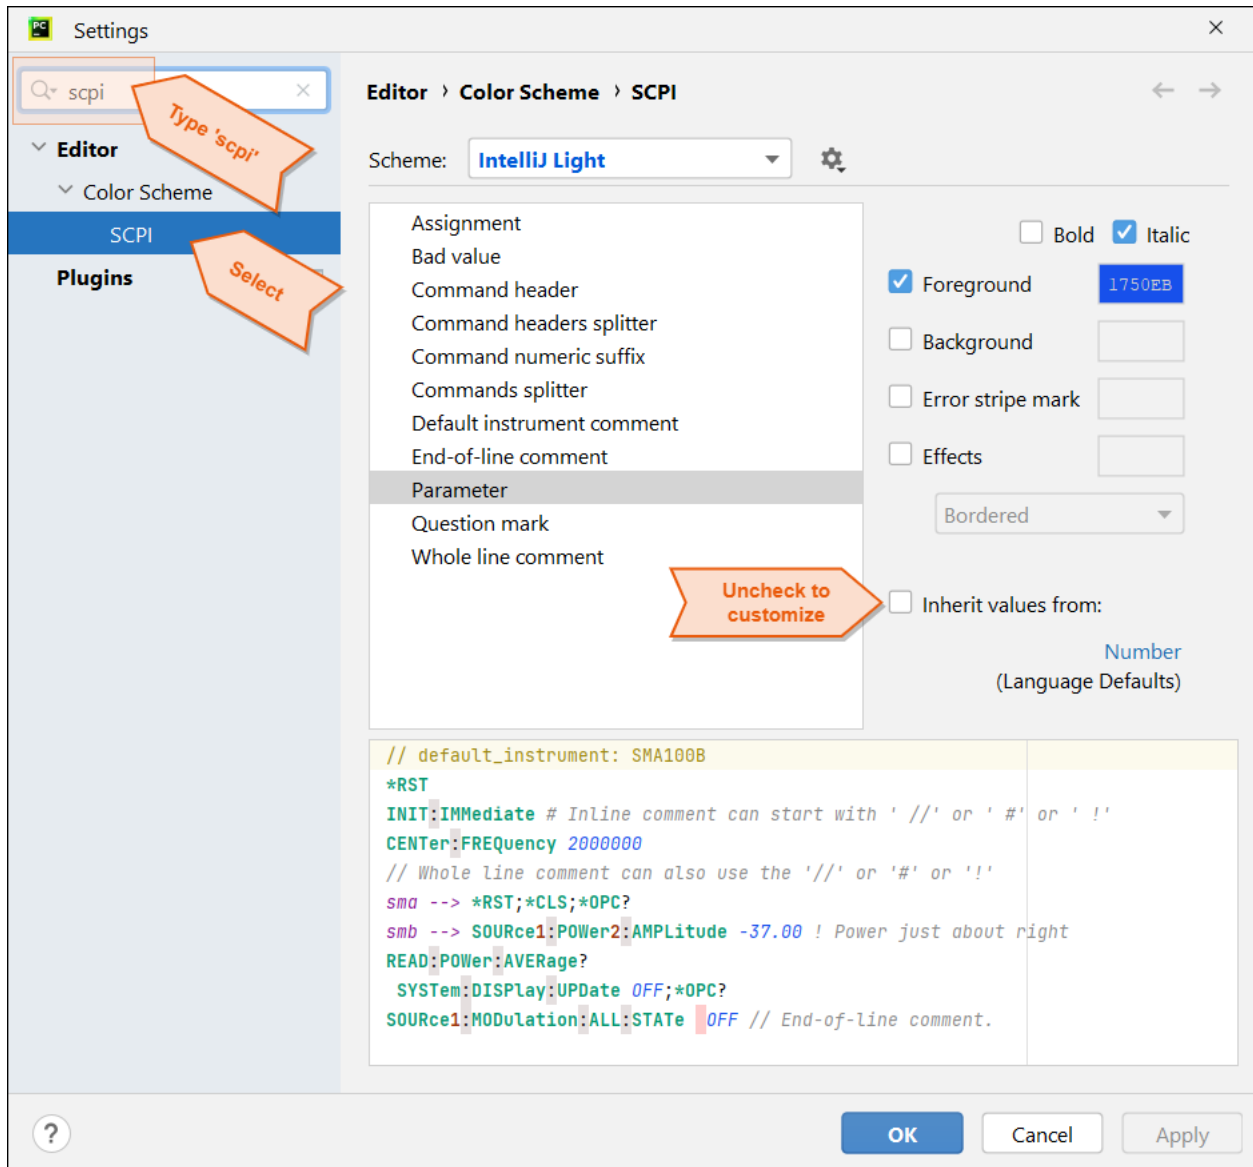 PC
Settings
scpi
Type 'scpi'
Editor
Color Scheme
SCPI
Select
Plugins
Editor › Color Scheme › SCPI
Scheme: IntelliJ Light
Assignment
Bad value
Command header
Command headers splitter
Command numeric suffix
Commands splitter
Default instrument comment
End-of-line comment
Parameter
Question mark
Whole line comment
Bold Italic
Foreground 1750EB
Background
Error stripe mark
Effects
Bordered
Uncheck to
customize
Inherit values from:
Number
(Language Defaults)
// default_instrument: SMA100B
*RST
INIT:IMMediate # Inline comment can start with ' //' or ' #' or ' !'
CENTer:FREQuency 2000000
// Whole line comment can also use the '//' or '#' or '!'
sma --> *RST;*CLS;*OPC?
smb --> SOURce1:POWer2:AMPLitude -37.00 ! Power just about right
READ:POWer:AVERage?
SYSTem:DISPlay:UPDate OFF;*OPC?
SOURce1:MODulation:ALL:STATe  OFF // End-of-line comment.
?
OK Cancel Apply